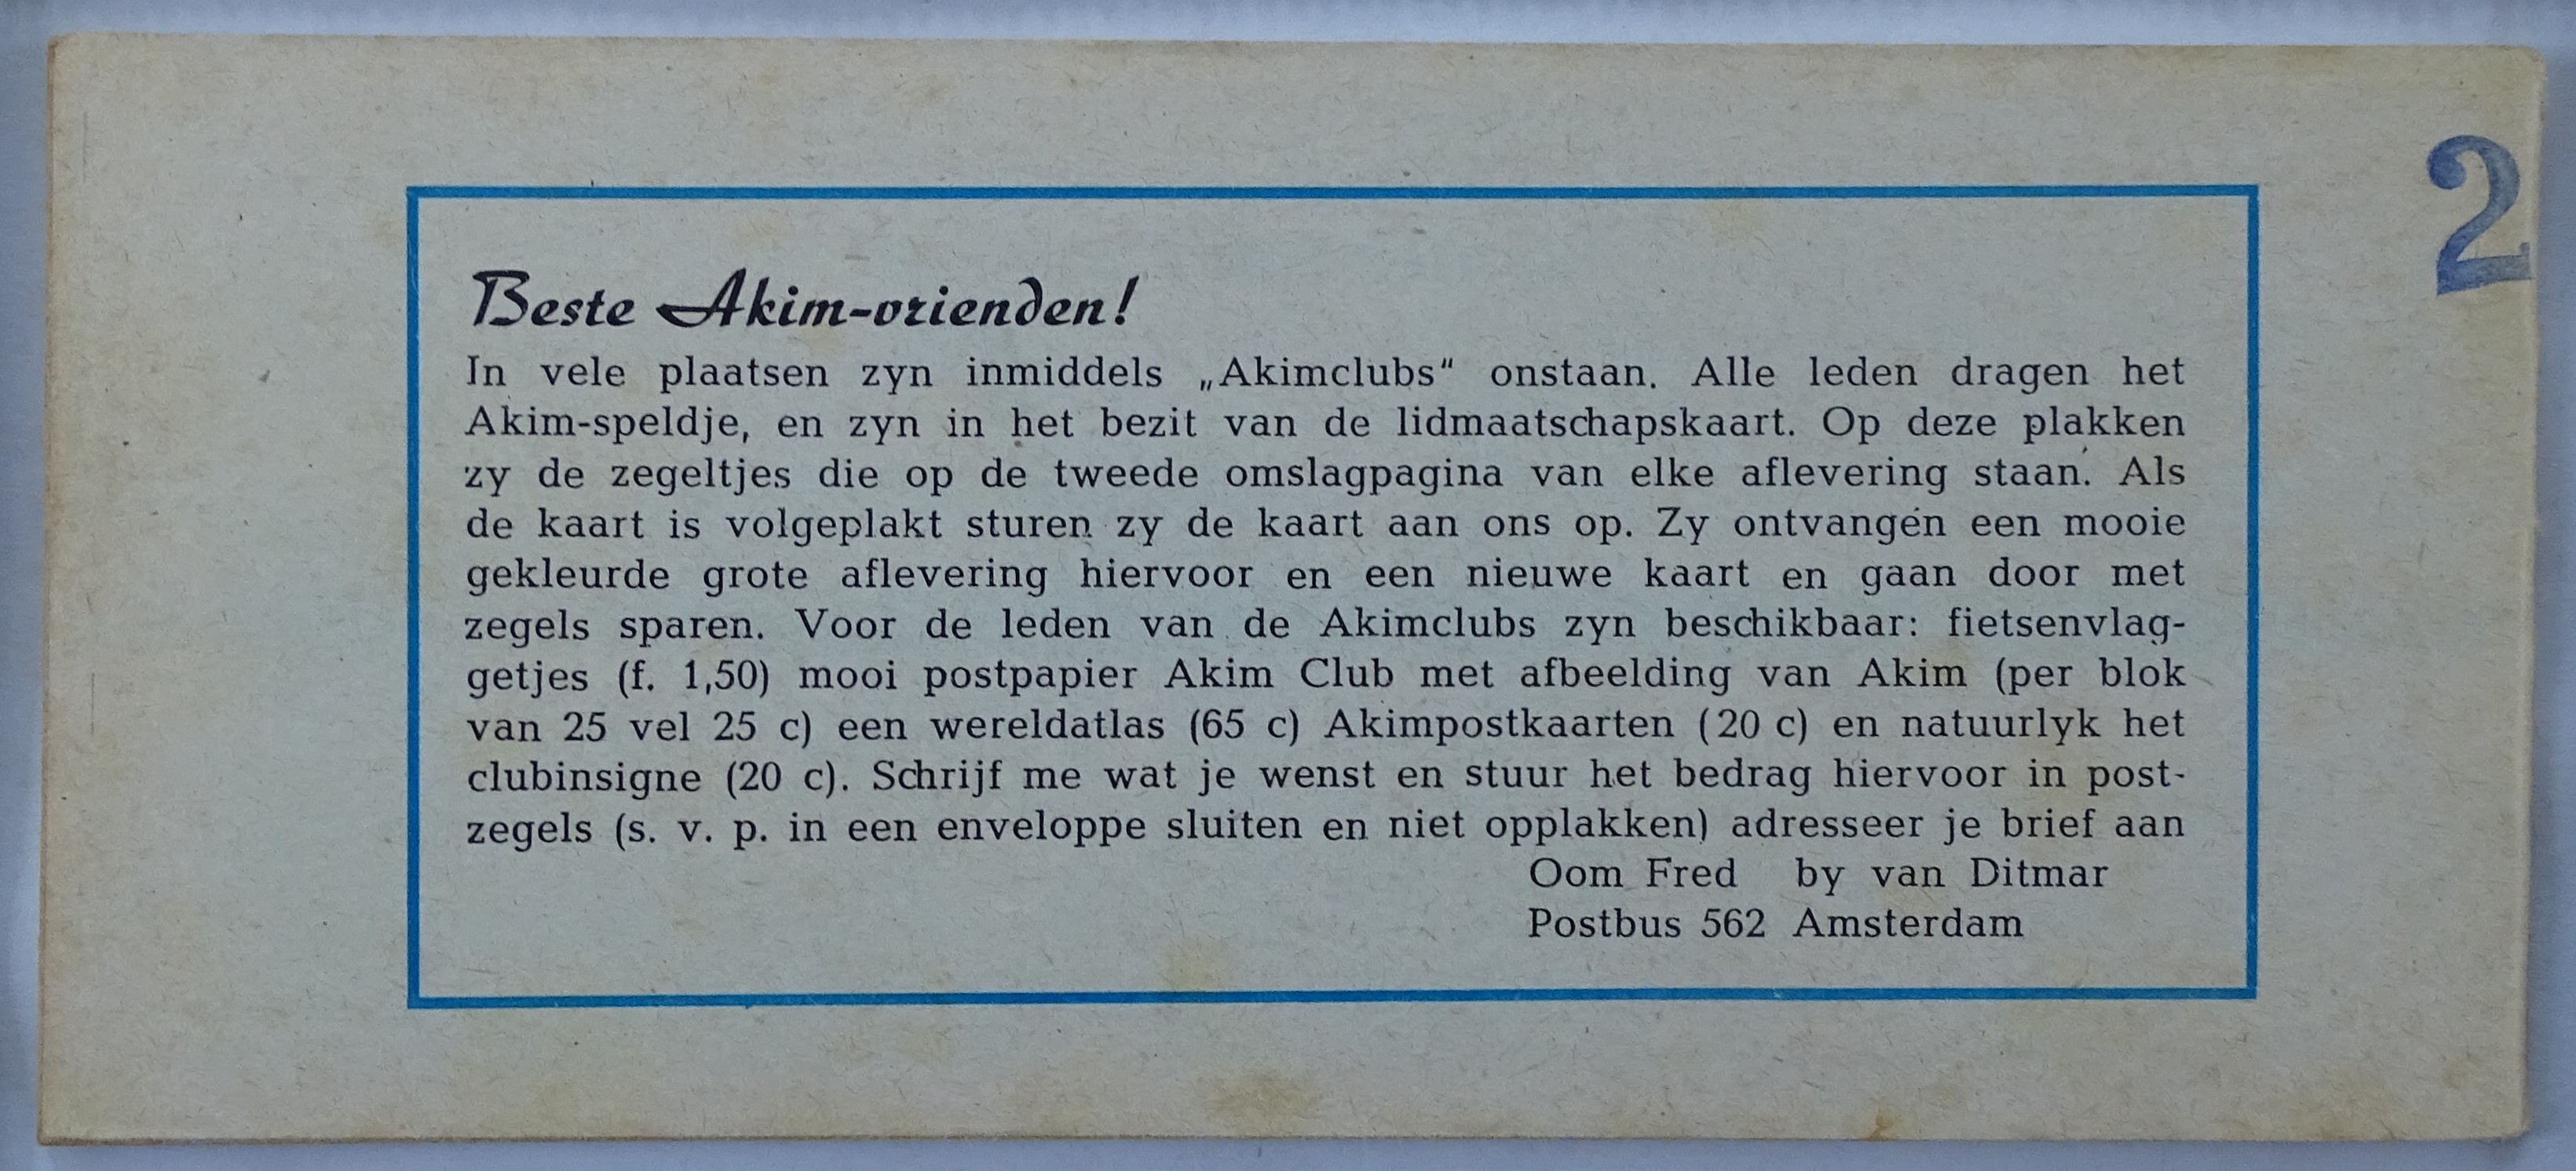 2
Beste Akim-vrienden!
In vele plaatsen zyn inmiddels „Akimclubs“ onstaan. Alle leden dragen het
Akim-speldje, en zyn in het bezit van de lidmaatschapskaart. Op deze plakken
zy de zegeltjes die op de tweede omslagpagina van elke aflevering staan. Als
de kaart is volgeplakt sturen zy de kaart aan ons op. Zy ontvangen een mooie
gekleurde grote aflevering hiervoor en een nieuwe kaart en gaan door met
zegels sparen. Voor de leden van de Akimclubs zyn beschikbaar: fietsenvlag-
getjes (f. 1,50) mooi postpapier Akim Club met afbeelding van Akim (per blok
van 25 vel 25 c) een wereldatlas (65 c) Akimpostkaarten (20 c) en natuurlyk het
clubinsigne (20 c). Schrijf me wat je wenst en stuur het bedrag hiervoor in post-
zegels (s. v. p. in een enveloppe sluiten en niet opplakken) adresseer je brief aan
Oom Fred by van Ditmar
Postbus 562 Amsterdam